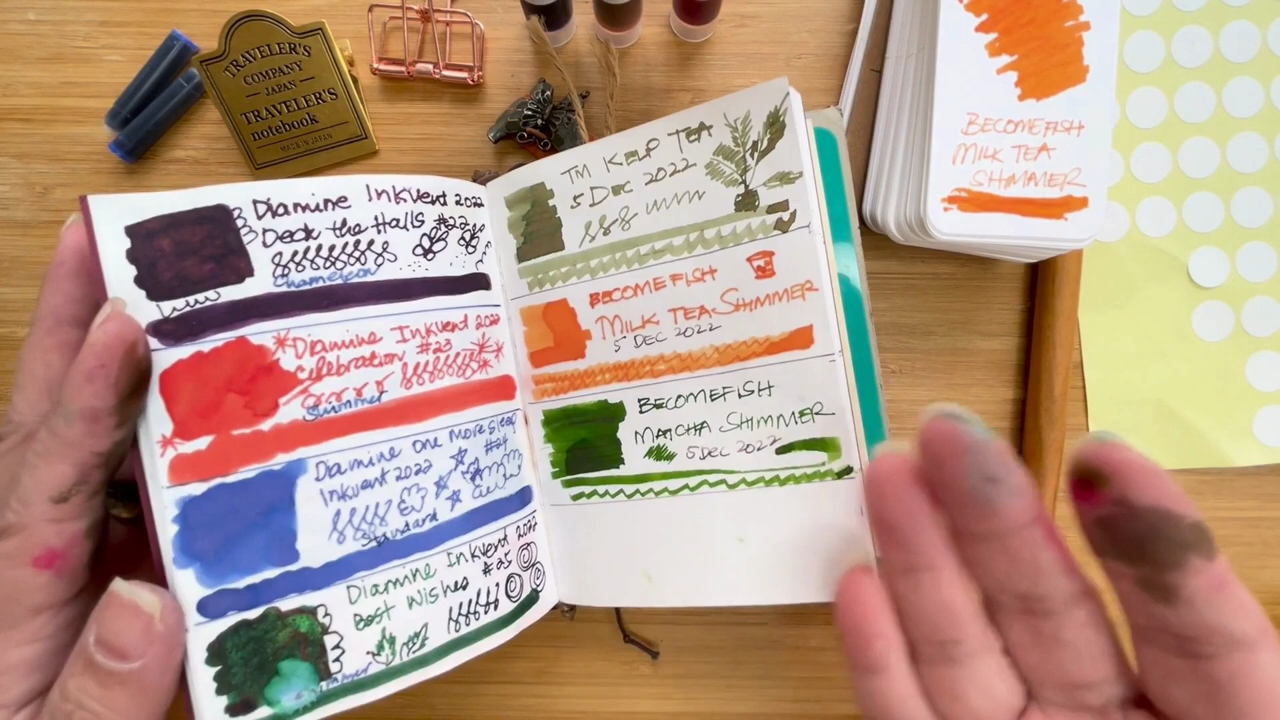 TRAVELER'S
COMPANY
JAPAN
TRAVELER'S
notebook
MADE IN JAPAN
Diamine Inkvent 2022
Deck the Halls #22
Chameleon
Diamine Inkvent 2022
Celebration #23
Shimmer
Diamine One More Sleep
Inkvent 2022 #24
Standard
Diamine Inkvent 2022
Best Wishes #25
TM KELP TEA
5 DEC 2022
BECOMEFISH
MILK TEA SHIMMER
5 DEC 2022
BECOMEFISH
MATCHA SHIMMER
5 DEC 2022
BECOMEFISH
MILK TEA
SHIMMER